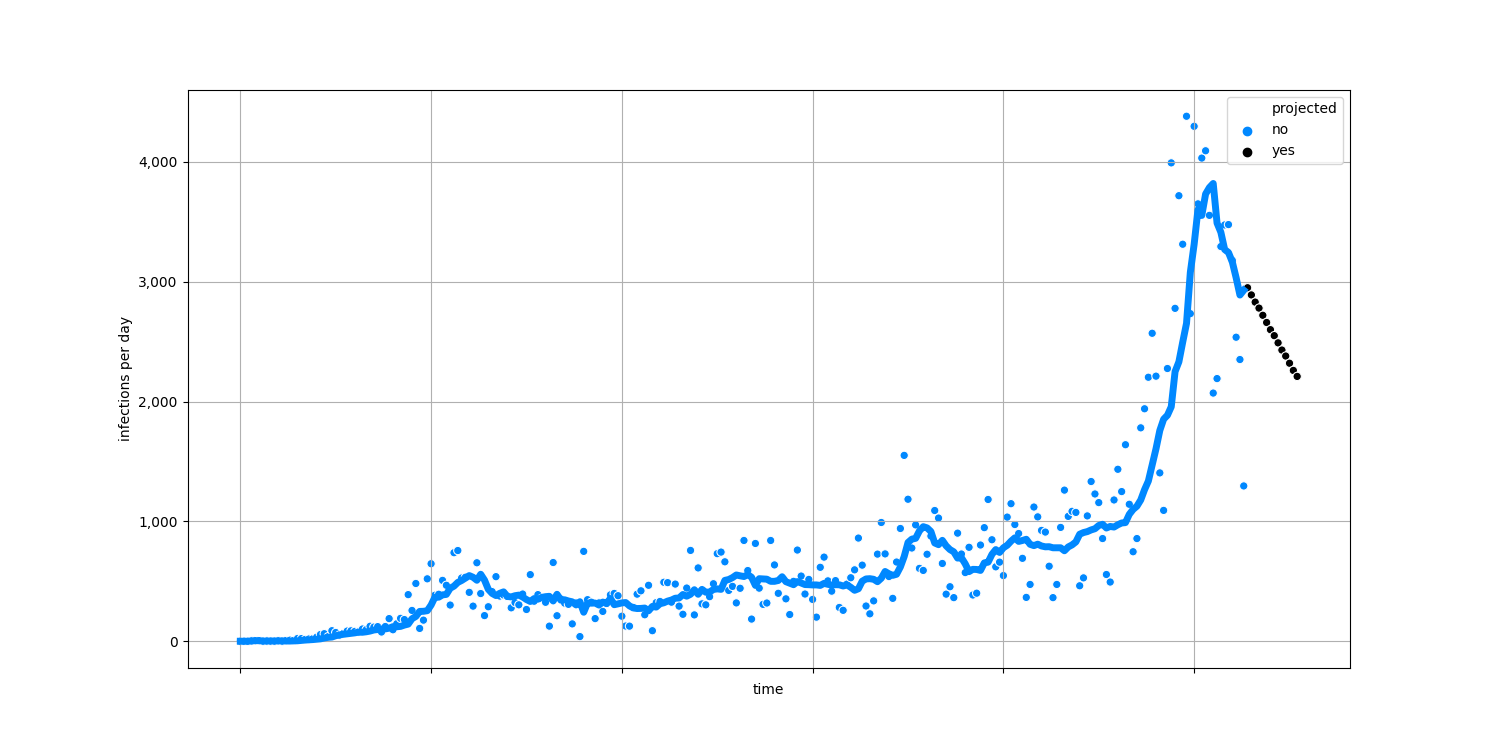 projected
no
yes
4,000
3,000
2,000
1,000
0
infections per day
time